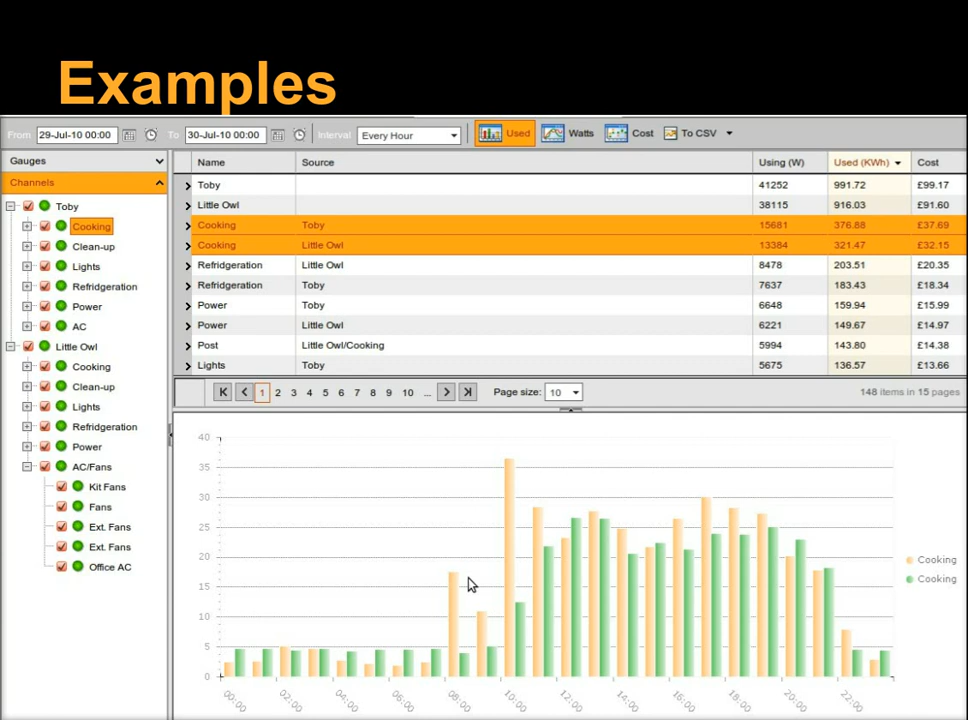 Examples
From 29-Jul-10 00:00 To 30-Jul-10 00:00 Interval Every Hour Used Watts Cost To CSV
Gauges
Channels
Toby
Cooking
Clean-up
Lights
Refridgeration
Power
AC
Little Owl
Cooking
Clean-up
Lights
Refridgeration
Power
AC/Fans
Kit Fans
Fans
Ext. Fans
Ext. Fans
Office AC
Name Source Using (W) Used (KWh) Cost
Toby 41252 991.72 £99.17
Little Owl 38115 916.03 £91.60
Cooking Toby 15681 376.88 £37.69
Cooking Little Owl 13384 321.47 £32.15
Refridgeration Little Owl 8478 203.51 £20.35
Refridgeration Toby 7637 183.43 £18.34
Power Toby 6648 159.94 £15.99
Power Little Owl 6221 149.67 £14.97
Post Little Owl/Cooking 5994 143.80 £14.38
Lights Toby 5675 136.57 £13.66
1 2 3 4 5 6 7 8 9 10 ... Page size: 10 148 items in 15 pages
40
35
30
25
20
15
10
5
0
00:00 02:00 04:00 06:00 08:00 10:00 12:00 14:00 16:00 18:00 20:00 22:00
Cooking
Cooking